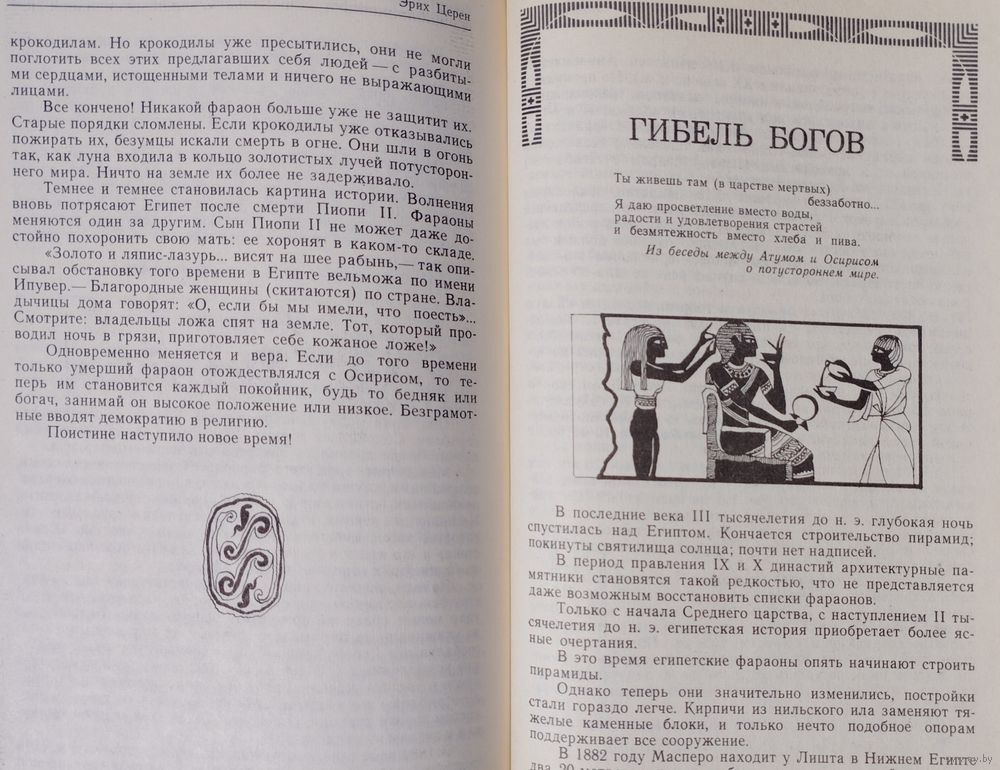 Эрих Церен
крокодилам. Но крокодилы уже пресытились, они не могли
поглотить всех этих предлагавших себя людей — с разбиты-
ми сердцами, истощенными телами и ничего не выражающими
лицами.
Все кончено! Никакой фараон больше уже не защитит их.
Старые порядки сломлены. Если крокодилы уже отказывались
пожирать их, безумцы искали смерть в огне. Они шли в огонь
так, как луна входила в кольцо золотистых лучей потусторон-
него мира. Ничто на земле их более не задерживало.
Темнее и темнее становилась картина истории. Волнения
вновь потрясают Египет после смерти Пиопи II. Фараоны
меняются один за другим. Сын Пиопи II не может даже до-
стойно похоронить свою мать: ее хоронят в каком-то складе.
«Золото и ляпис-лазурь... висят на шее рабынь,— так опи-
сывал обстановку того времени в Египте вельможа по имени
Ипувер.— Благородные женщины (скитаются) по стране. Вла-
дычицы дома говорят: «О, если бы мы имели, что поесть»...
Смотрите: владельцы ложа спят на земле. Тот, который про-
водил ночь в грязи, приготовляет себе кожаное ложе!»
Одновременно меняется и вера. Если до того времени
только умерший фараон отождествлялся с Осирисом, то те-
перь им становится каждый покойник, будь то бедняк или
богач, занимай он высокое положение или низкое. Безграмот-
ные вводят демократию в религию.
Поистине наступило новое время!
ГИБЕЛЬ БОГОВ
Ты живешь там (в царстве мертвых)
беззаботно...
Я даю просветление вместо воды,
радости и удовлетворения страстей
и безмятежность вместо хлеба и пива.
Из беседы между Атумом и Осирисом
о потустороннем мире.
В последние века III тысячелетия до н. э. глубокая ночь
спустилась над Египтом. Кончается строительство пирамид;
покинуты святилища солнца; почти нет надписей.
В период правления IX и X династий архитектурные па-
мятники становятся такой редкостью, что не представляется
даже возможным восстановить списки фараонов.
Только с начала Среднего царства, с наступлением II ты-
сячелетия до н. э. египетская история приобретает более яс-
ные очертания.
В это время египетские фараоны опять начинают строить
пирамиды.
Однако теперь они значительно изменились, постройки
стали гораздо легче. Кирпичи из нильского ила заменяют тя-
желые каменные блоки, и только нечто подобное опорам
поддерживает все сооружение.
В 1882 году Масперо находит у Лишта в Нижнем Египте